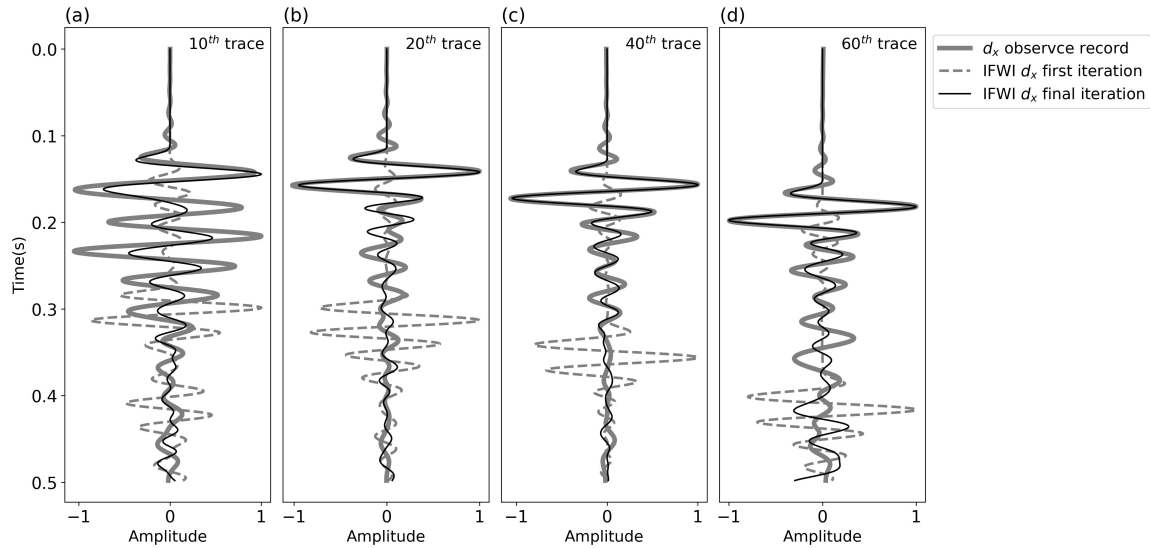 (a) (b) (c) (d)
10th trace 20th trace 40th trace 60th trace
dx observce record
IFWI dx first iteration
IFWI dx final iteration
Time(s)
0.0
0.1
0.2
0.3
0.4
0.5
−1 0 1 −1 0 1 −1 0 1 −1 0 1
Amplitude Amplitude Amplitude Amplitude